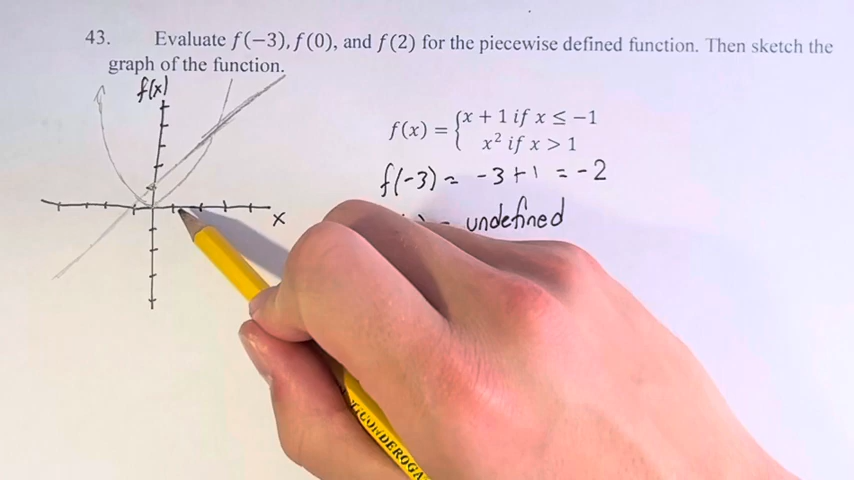 43. Evaluate f(−3), f(0), and f(2) for the piecewise defined function. Then sketch the
graph of the function.
f(x)
f(x) = {x + 1 if x ≤ −1
x² if x > 1
f(-3) = -3+1 = -2
) = undefined
x